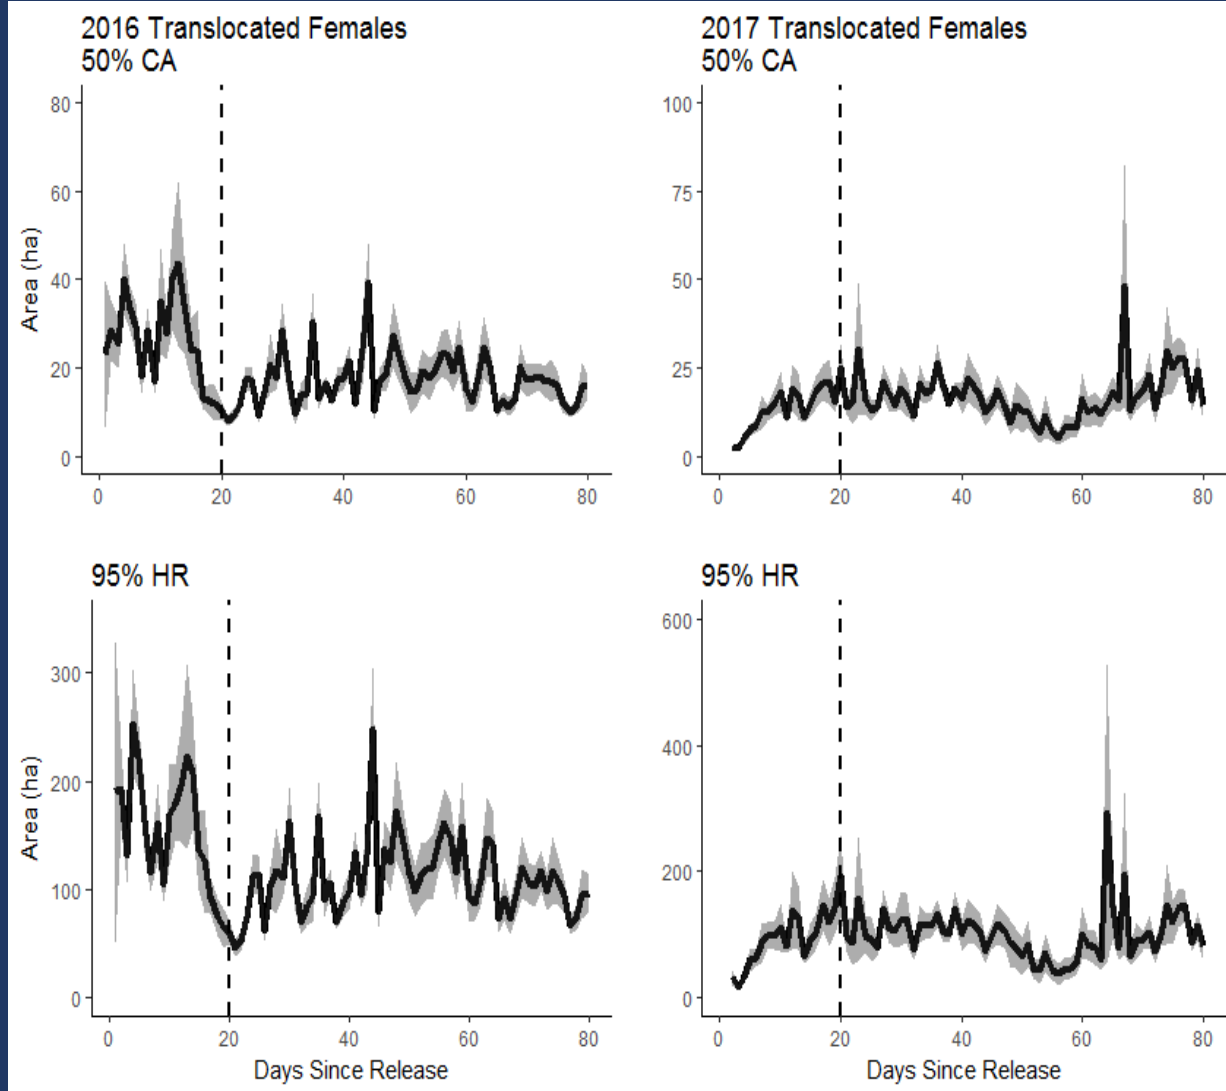 2016 Translocated Females
50% CA
80
60
40
20
0
Area (ha)
0 20 40 60 80
2017 Translocated Females
50% CA
100
75
50
25
0
0 20 40 60 80
95% HR
300
200
100
0
Area (ha)
0 20 40 60 80
Days Since Release
95% HR
600
400
200
0
0 20 40 60 80
Days Since Release